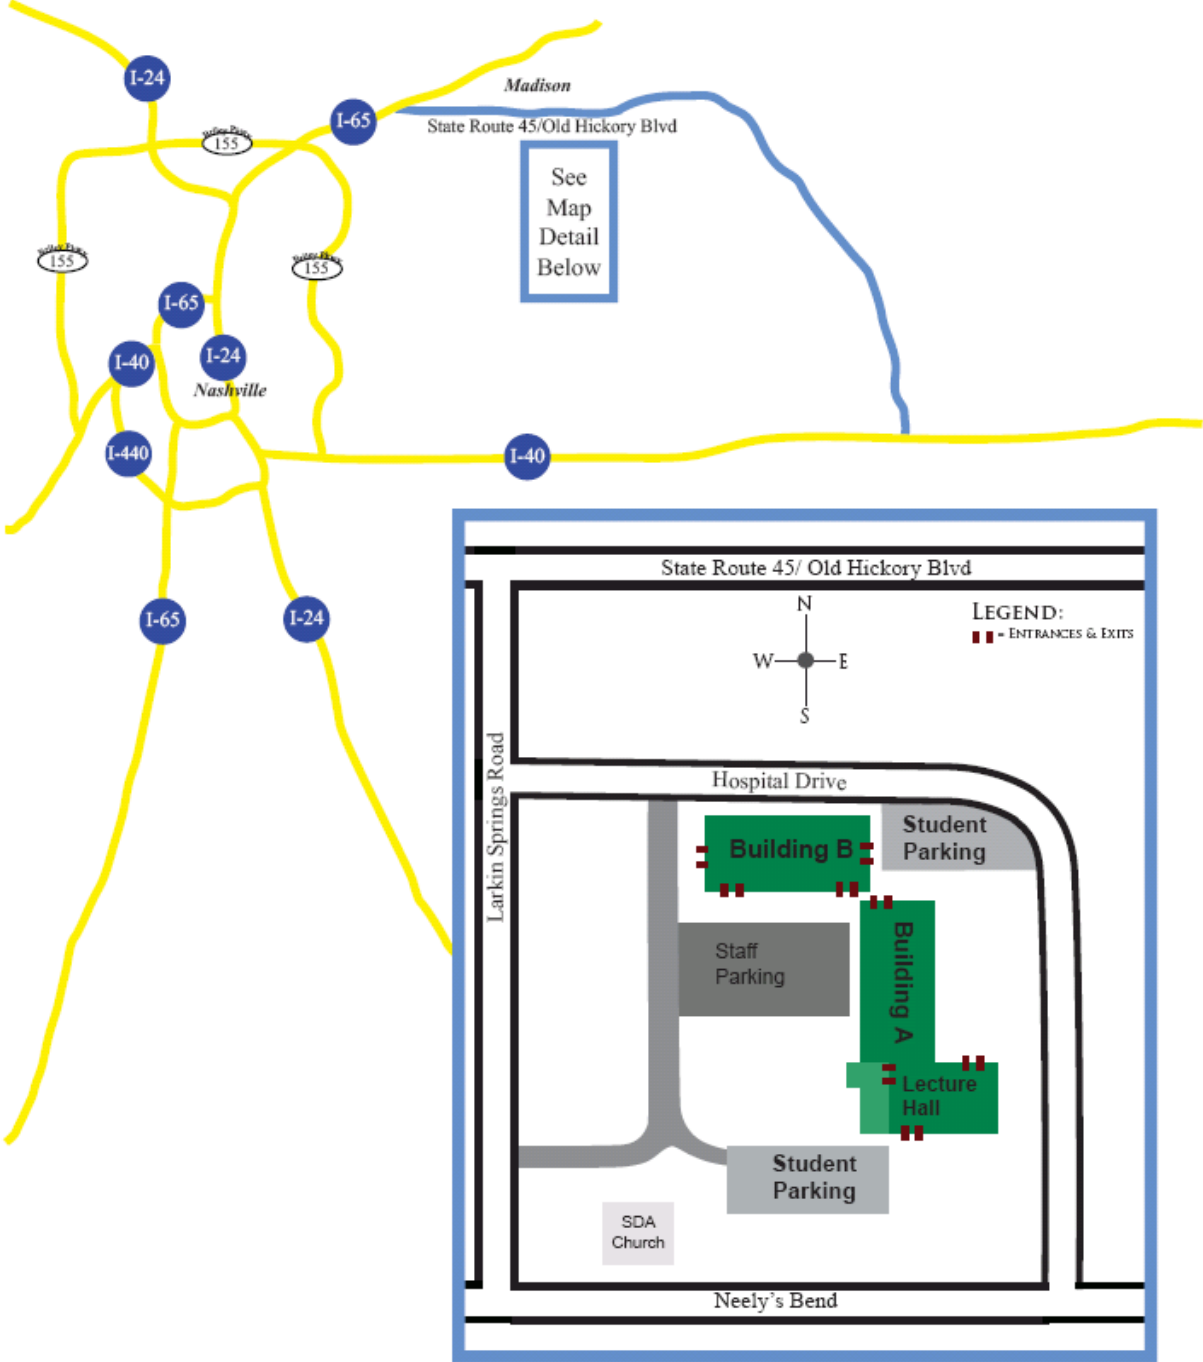 I-24
Madison
I-65
State Route 45/Old Hickory Blvd
155
See
Map
Detail
Below
155
155
I-65
I-24
I-40
Nashville
I-440
I-40
I-65
I-24
State Route 45/ Old Hickory Blvd
N
W
E
S
LEGEND:
= ENTRANCES & EXITS
Larkin Springs Road
Hospital Drive
Building B
Student
Parking
Staff
Parking
Building A
Lecture
Hall
Student
Parking
SDA
Church
Neely's Bend